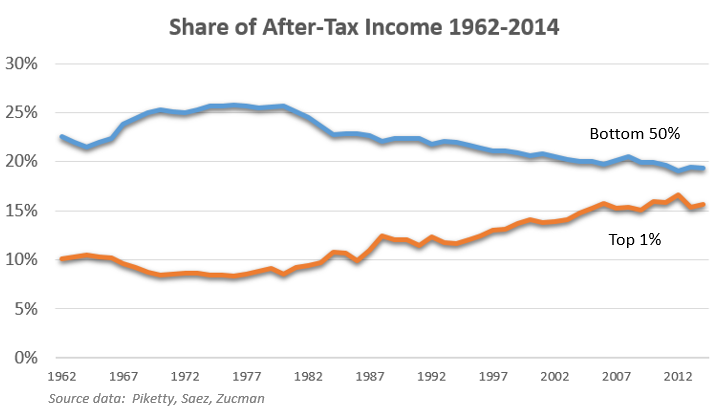 Share of After-Tax Income 1962-2014
30%
25%
Bottom 50%
20%
15%
Top 1%
10%
5%
0%
1962 1967 1972 1977 1982 1987 1992 1997 2002 2007 2012
Source data: Piketty, Saez, Zucman